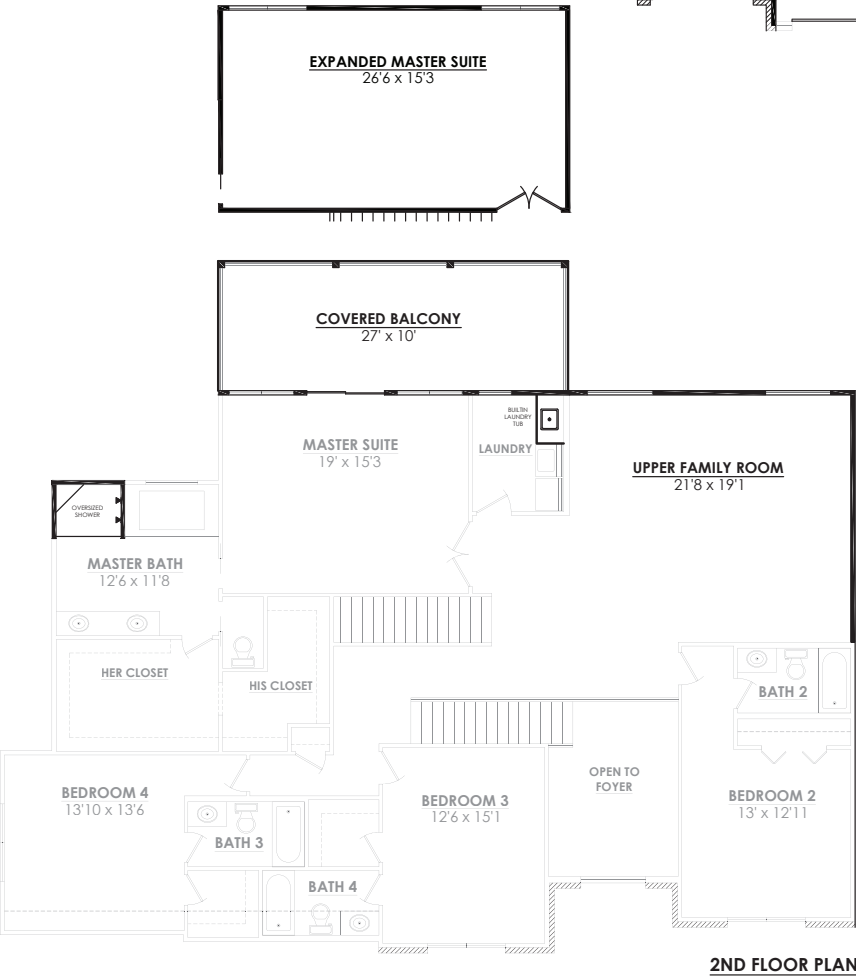 EXPANDED MASTER SUITE
26'6 x 15'3
COVERED BALCONY
27' x 10'
BUILTIN
LAUNDRY
TUB
MASTER SUITE
19' x 15'3
LAUNDRY
UPPER FAMILY ROOM
21'8 x 19'1
OVERSIZED
SHOWER
MASTER BATH
12'6 x 11'8
HER CLOSET
HIS CLOSET
BATH 2
OPEN TO
FOYER
BEDROOM 4
13'10 x 13'6
BEDROOM 3
12'6 x 15'1
BEDROOM 2
13' x 12'11
BATH 3
BATH 4
2ND FLOOR PLAN